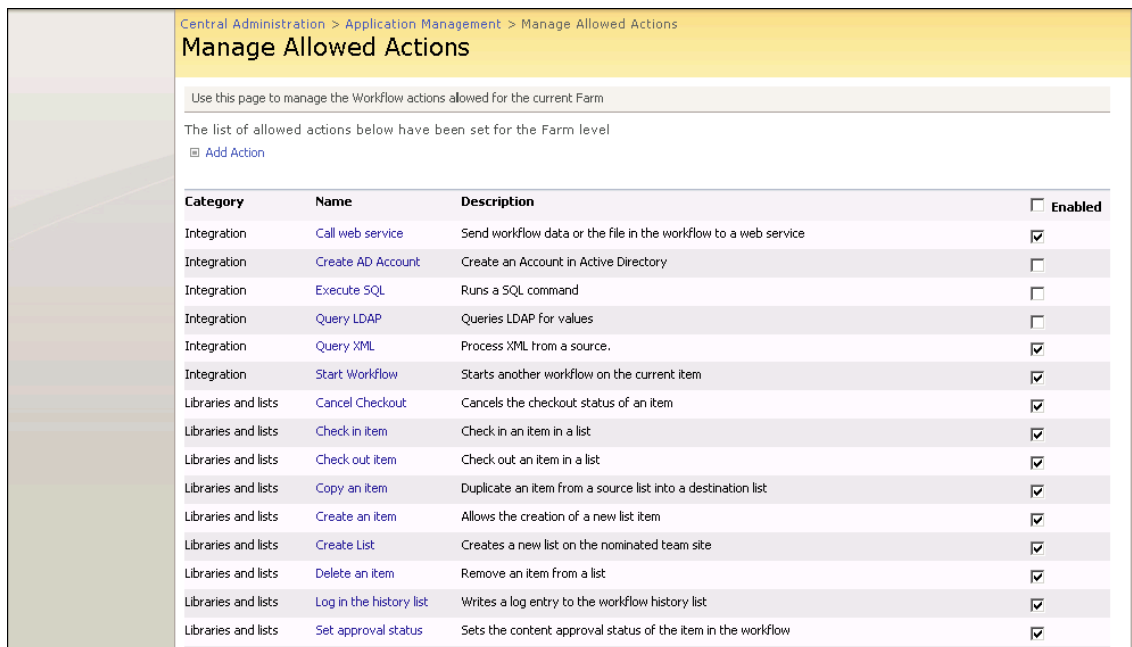 Central Administration > Application Management > Manage Allowed Actions
Manage Allowed Actions
Use this page to manage the Workflow actions allowed for the current Farm
The list of allowed actions below have been set for the Farm level
Add Action
Category Name Description Enabled
Integration Call web service Send workflow data or the file in the workflow to a web service
Integration Create AD Account Create an Account in Active Directory
Integration Execute SQL Runs a SQL command
Integration Query LDAP Queries LDAP for values
Integration Query XML Process XML from a source.
Integration Start Workflow Starts another workflow on the current item
Libraries and lists Cancel Checkout Cancels the checkout status of an item
Libraries and lists Check in item Check in an item in a list
Libraries and lists Check out item Check out an item in a list
Libraries and lists Copy an item Duplicate an item from a source list into a destination list
Libraries and lists Create an item Allows the creation of a new list item
Libraries and lists Create List Creates a new list on the nominated team site
Libraries and lists Delete an item Remove an item from a list
Libraries and lists Log in the history list Writes a log entry to the workflow history list
Libraries and lists Set approval status Sets the content approval status of the item in the workflow